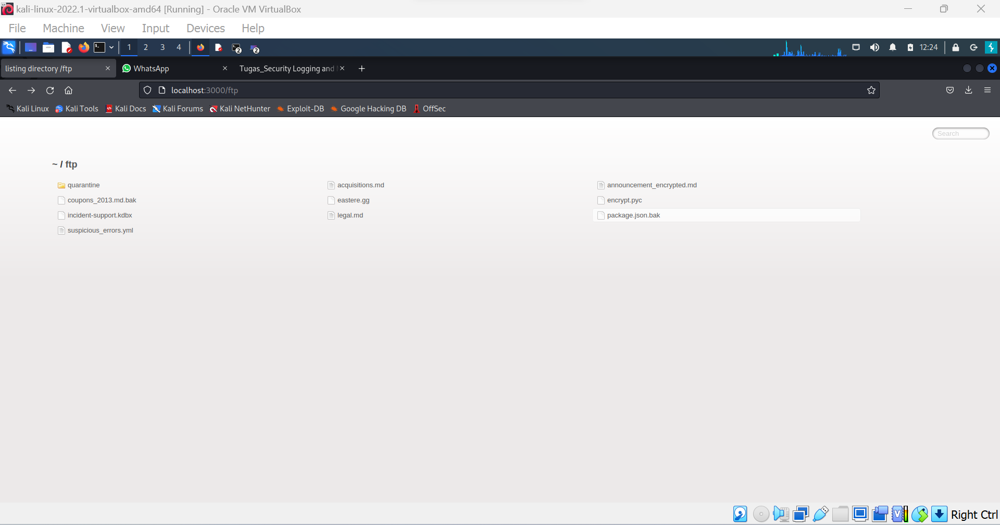 kali-linux-2022.1-virtualbox-amd64 [Running] - Oracle VM VirtualBox
File Machine View Input Devices Help
1 2 3 4 2 2 12:24
listing directory /ftp WhatsApp Tugas_Security Logging and
localhost:3000/ftp
Kali Linux Kali Tools Kali Docs Kali Forums Kali NetHunter Exploit-DB Google Hacking DB OffSec
Search
~ / ftp
quarantine acquisitions.md announcement_encrypted.md
coupons_2013.md.bak eastere.gg encrypt.pyc
incident-support.kdbx legal.md package.json.bak
suspicious_errors.yml
Right Ctrl